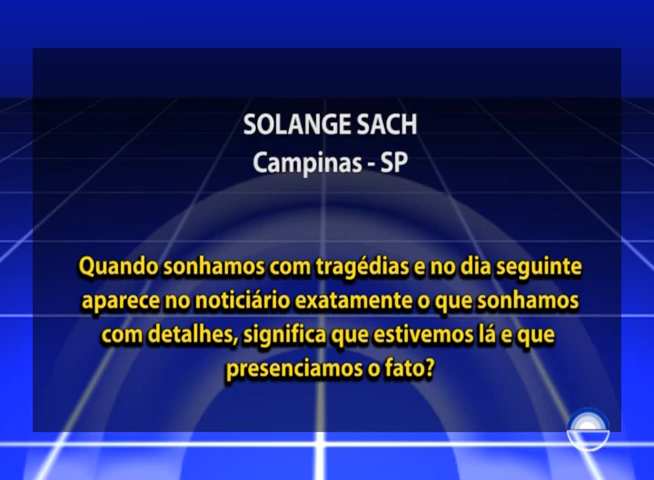 SOLANGE SACH
Campinas - SP
Quando sonhamos com tragédias e no dia seguinte
aparece no noticiário exatamente o que sonhamos
com detalhes, significa que estivemos lá e que
presenciamos o fato?